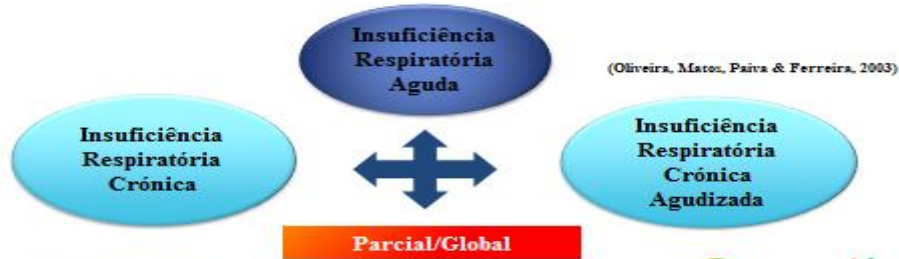 Insuficiência
Respiratória
Aguda
(Oliveira, Matos, Paiva & Ferreira, 2003)
Insuficiência
Respiratória
Crónica
Insuficiência
Respiratória
Crónica
Agudizada
Parcial/Global